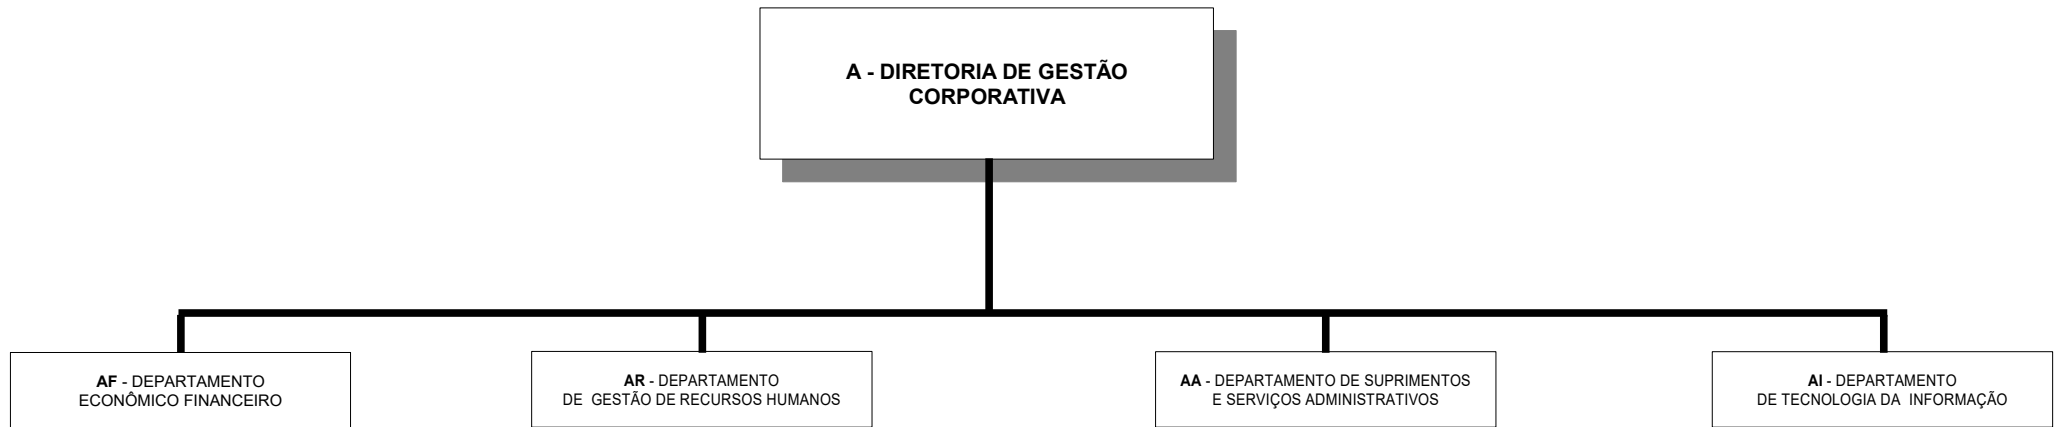 A - DIRETORIA DE GESTÃO
CORPORATIVA
AF - DEPARTAMENTO
ECONÔMICO FINANCEIRO
AR - DEPARTAMENTO
DE GESTÃO DE RECURSOS HUMANOS
AA - DEPARTAMENTO DE SUPRIMENTOS
E SERVIÇOS ADMINISTRATIVOS
AI - DEPARTAMENTO
DE TECNOLOGIA DA INFORMAÇÃO